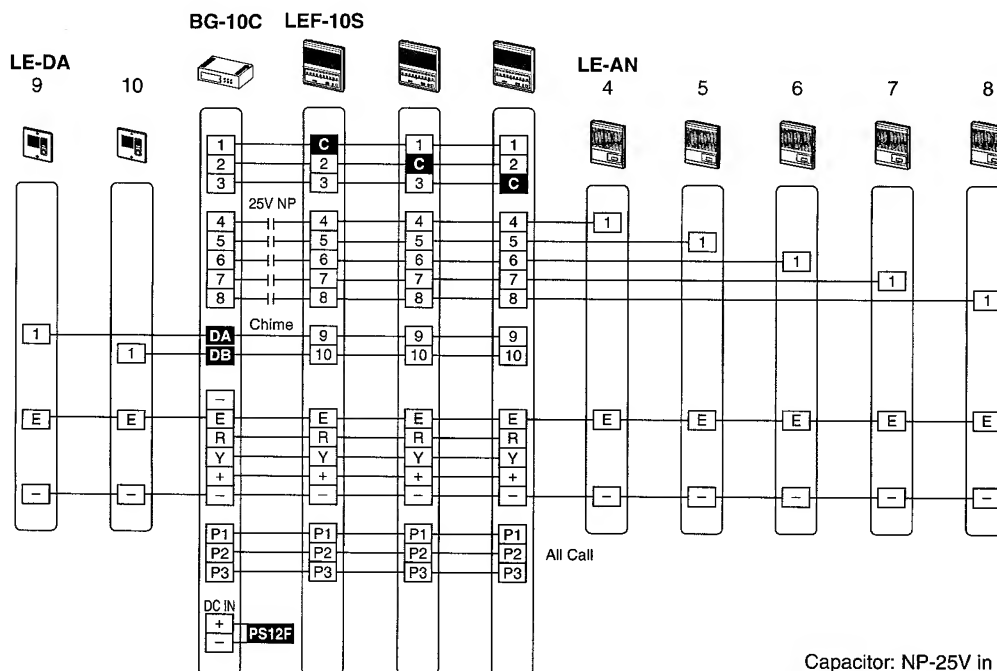 BG-10C LEF-10S
LE-DA LE-AN
9 10 4 5 6 7 8
1 C 1 1
2 2 C 2
3 3 3 C
25V NP
4 4 4 4 1
5 5 5 5 1
6 6 6 6 1
7 7 7 7 1
8 8 8 8 1
Chime
1 DA 9 9 9
1 DB 10 10 10
–
E E E E E E E E E E E
R R R R
Y Y Y Y
+ + + +
– – – – – – – – – – –
P1 P1 P1 P1
P2 P2 P2 P2 All Call
P3 P3 P3 P3
DC IN
+
– PS12F
Capacitor: NP-25V in